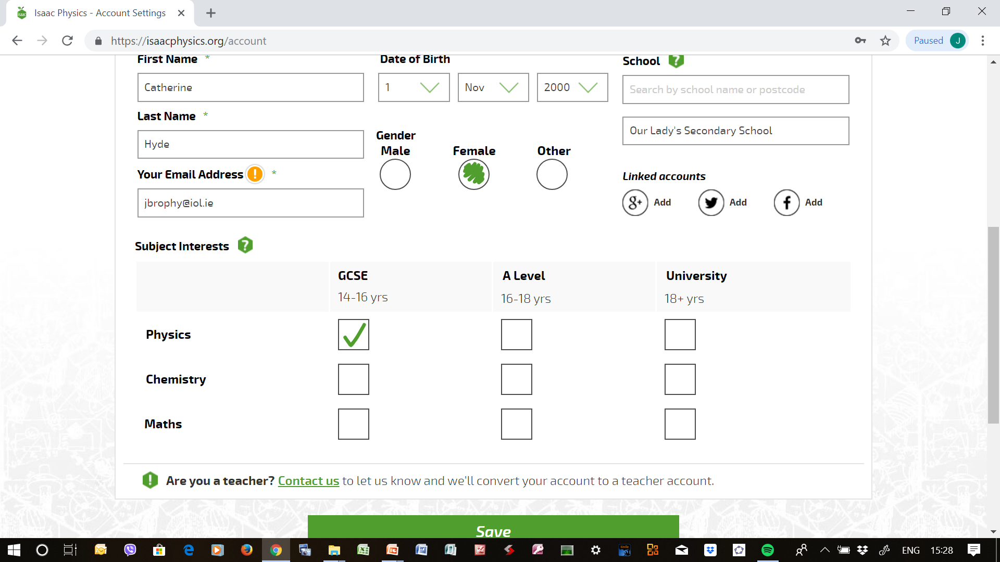 Isaac Physics - Account Settings
https://isaacphysics.org/account
Paused J
First Name *
Catherine
Last Name *
Hyde
Your Email Address ! *
jbrophy@iol.ie
Date of Birth
1 Nov 2000
Gender
Male Female Other
School ?
Search by school name or postcode
Our Lady's Secondary School
Linked accounts
g+ Add Add f Add
Subject Interests ?
GCSE A Level University
14-16 yrs 16-18 yrs 18+ yrs
Physics
Chemistry
Maths
! Are you a teacher? Contact us to let us know and we'll convert your account to a teacher account.
Save
ENG 15:28